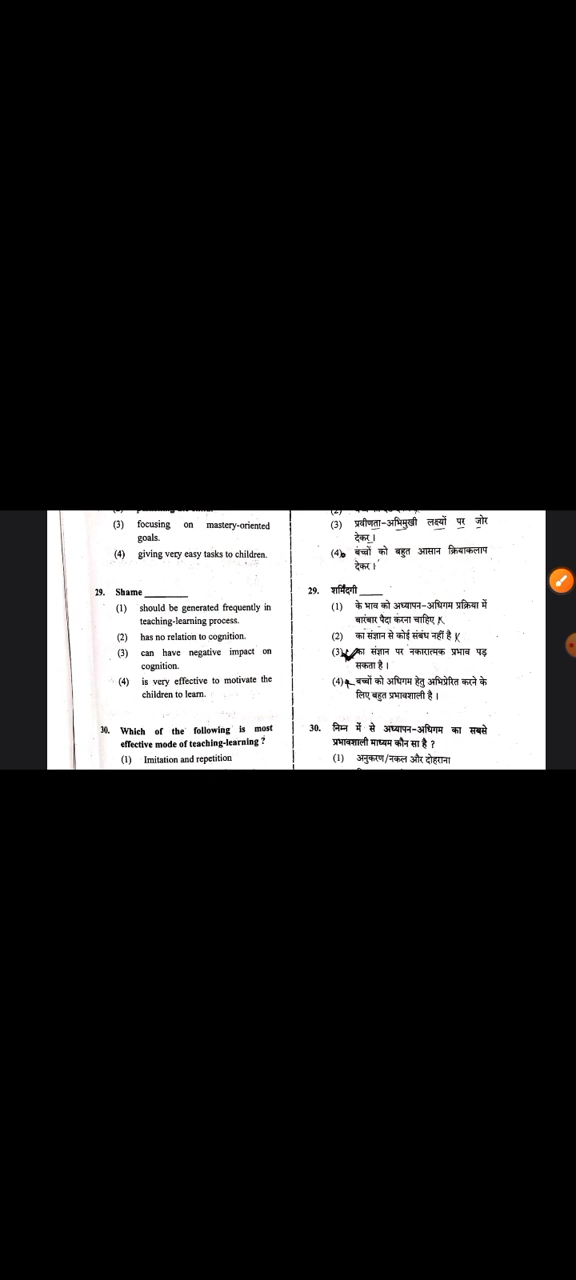 (3) focusing on mastery-oriented
goals.
(4) giving very easy tasks to children.
29. Shame ________
(1) should be generated frequently in
teaching-learning process.
(2) has no relation to cognition.
(3) can have negative impact on
cognition.
(4) is very effective to motivate the
children to learn.
30. Which of the following is most
effective mode of teaching-learning ?
(1) Imitation and repetition
(2)
(3) प्रवीणता-अभिमुखी लक्ष्यों पर जोर
देकर ।
(4) बच्चों को बहुत आसान क्रियाकलाप
देकर ।
29. शर्मिंदगी ____
(1) के भाव को अध्यापन-अधिगम प्रक्रिया में
बारंबार पैदा करना चाहिए ।
(2) का संज्ञान से कोई संबंध नहीं है ।
(3) का संज्ञान पर नकारात्मक प्रभाव पड़
सकता है ।
(4) बच्चों को अधिगम हेतु अभिप्रेरित करने के
लिए बहुत प्रभावशाली है ।
30. निम्न में से अध्यापन-अधिगम का सबसे
प्रभावशाली माध्यम कौन सा है ?
(1) अनुकरण/नकल और दोहराना